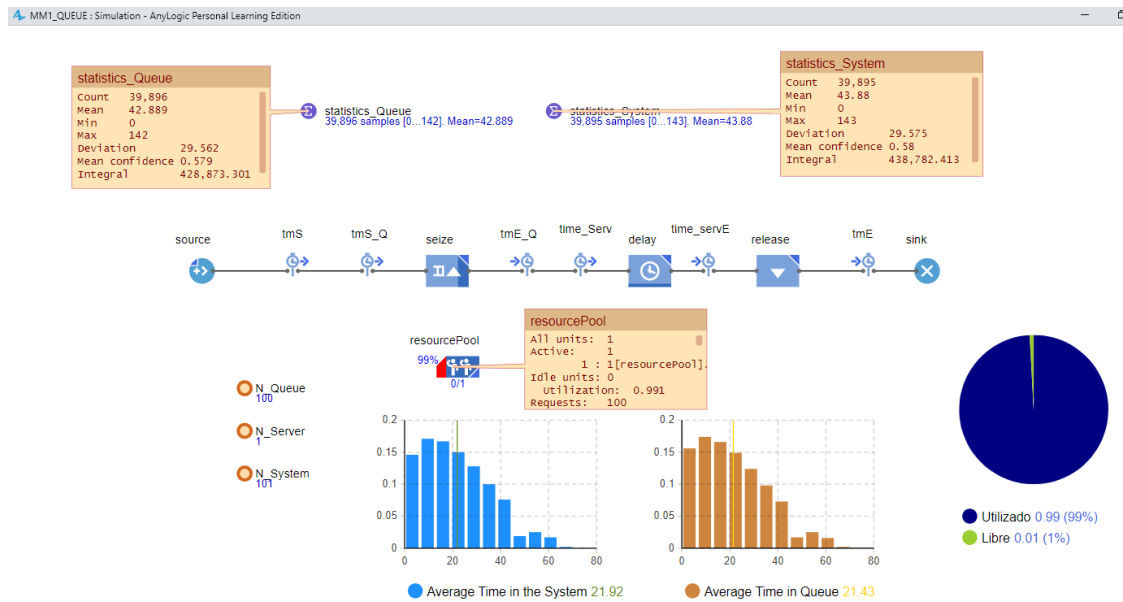 MM1_QUEUE : Simulation - AnyLogic Personal Learning Edition
statistics_Queue
Count 39,896
Mean 42.889
Min 0
Max 142
Deviation 29.562
Mean confidence 0.579
Integral 428,873.301
statistics_Queue
39,896 samples [0...142]. Mean=42.889
statistics_System
39,895 samples [0...143]. Mean=43.88
statistics_System
Count 39,895
Mean 43.88
Min 0
Max 143
Deviation 29.575
Mean confidence 0.58
Integral 438,782.413
source
tmS
tmS_Q
seize
tmE_Q
time_Serv
delay
time_servE
release
tmE
sink
resourcePool
99%
0/1
resourcePool
All units: 1
Active: 1
1 : 1[resourcePool].
Idle units: 0
Utilization: 0.991
Requests: 100
N_Queue
100
N_Server
1
N_System
101
0.2
0.15
0.1
0.05
0
0 20 40 60 80
Average Time in the System 21.92
0.2
0.15
0.1
0.05
0
0 20 40 60 80
Average Time in Queue 21.43
Utilizado 0.99 (99%)
Libre 0.01 (1%)